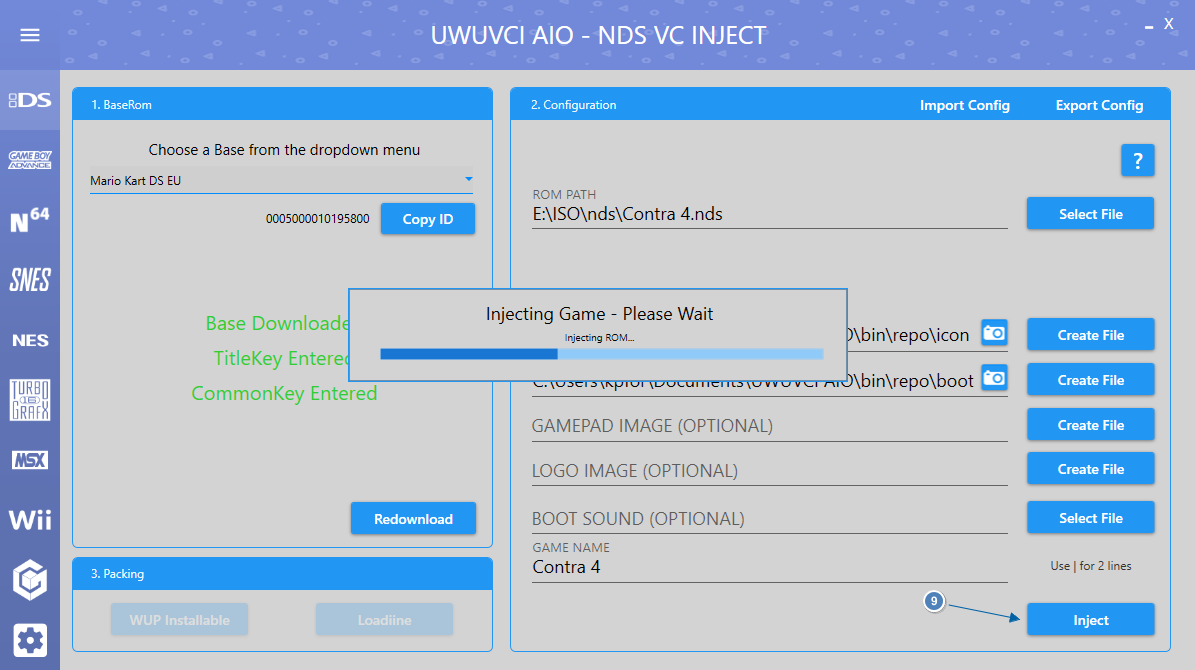 UWUVCI AIO - NDS VC INJECT
X
DS
GAME BOY
ADVANCE
N64
SNES
NES
TURBO
GRAFX
MSX
Wii
1. BaseRom
Choose a Base from the dropdown menu
Mario Kart DS EU
0005000010195800
Copy ID
Base Downloade
TitleKey Entered
CommonKey Entered
Redownload
3. Packing
WUP Installable
Loadiine
2. Configuration
Import Config
Export Config
?
ROM PATH
E:\ISO\nds\Contra 4.nds
Select File
Injecting Game - Please Wait
Injecting ROM...
O\bin\repo\icon
Create File
C:\Users\kpfor\Documents\UWUVCI AIO\bin\repo\boot
Create File
GAMEPAD IMAGE (OPTIONAL)
Create File
LOGO IMAGE (OPTIONAL)
Create File
BOOT SOUND (OPTIONAL)
Select File
GAME NAME
Contra 4
Use | for 2 lines
9
Inject